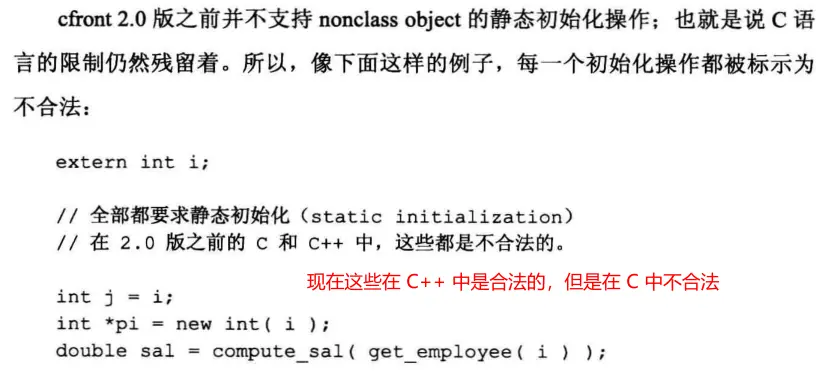 cfront 2.0 版之前并不支持 nonclass object 的静态初始化操作；也就是说 C 语
言的限制仍然残留着。所以，像下面这样的例子，每一个初始化操作都被标示为
不合法：
extern int i;
// 全部都要求静态初始化（static initialization）
// 在 2.0 版之前的 C 和 C++ 中，这些都是不合法的。
现在这些在 C++ 中是合法的，但是在 C 中不合法
int j = i;
int *pi = new int( i );
double sal = compute_sal( get_employee( i ) );